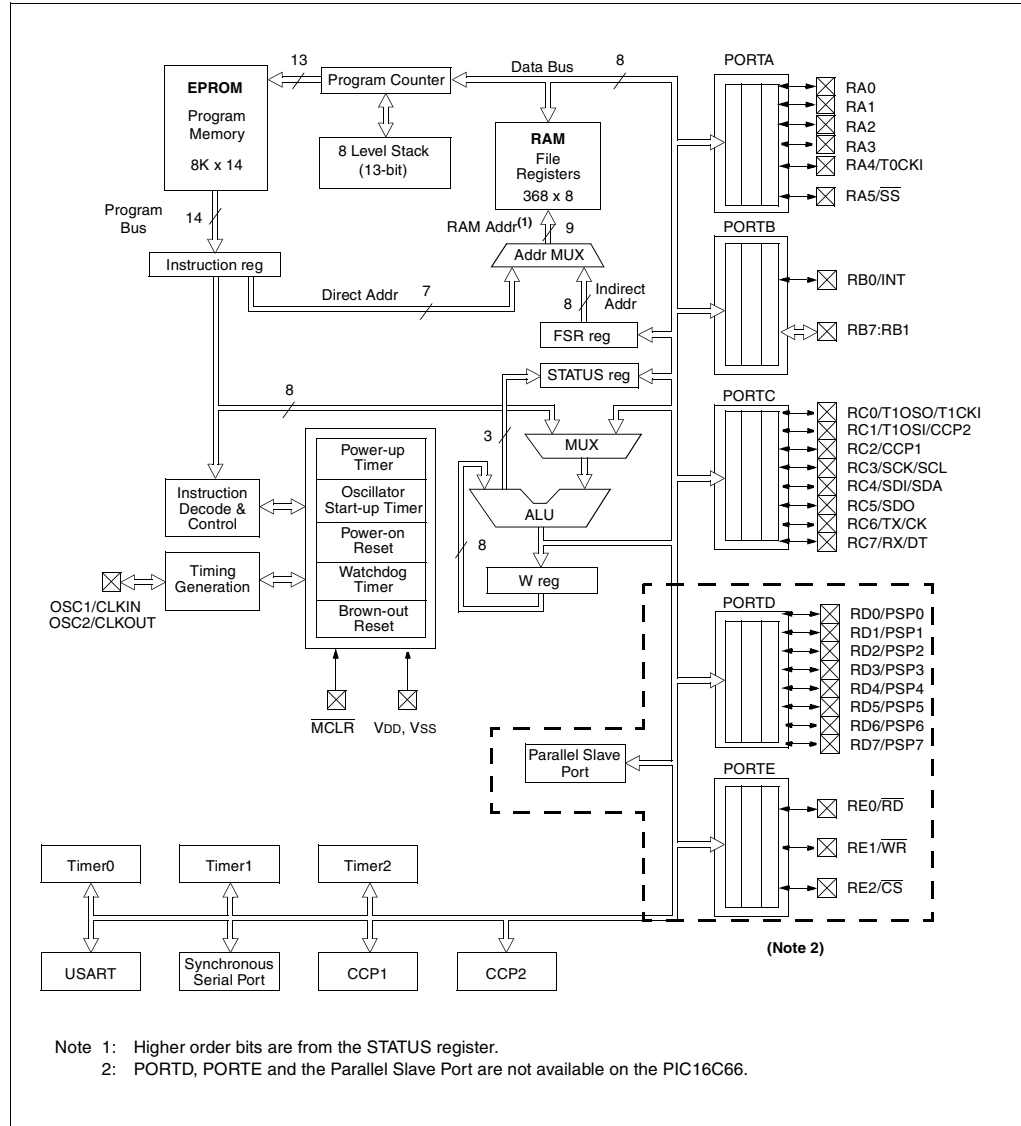 EPROM
Program
Memory
8K x 14
13
Program Counter
Data Bus
8
8 Level Stack
(13-bit)
RAM
File
Registers
368 x 8
Program
Bus
14
RAM Addr(1)
9
Addr MUX
Instruction reg
Direct Addr
7
8
Indirect
Addr
FSR reg
STATUS reg
8
3
MUX
Power-up
Timer
Oscillator
Start-up Timer
Power-on
Reset
Watchdog
Timer
Brown-out
Reset
Instruction
Decode &
Control
Timing
Generation
OSC1/CLKIN
OSC2/CLKOUT
MCLR
VDD, VSS
ALU
8
W reg
PORTA
RA0
RA1
RA2
RA3
RA4/T0CKI
RA5/SS
PORTB
RB0/INT
RB7:RB1
PORTC
RC0/T1OSO/T1CKI
RC1/T1OSI/CCP2
RC2/CCP1
RC3/SCK/SCL
RC4/SDI/SDA
RC5/SDO
RC6/TX/CK
RC7/RX/DT
PORTD
RD0/PSP0
RD1/PSP1
RD2/PSP2
RD3/PSP3
RD4/PSP4
RD5/PSP5
RD6/PSP6
RD7/PSP7
Parallel Slave
Port
PORTE
RE0/RD
RE1/WR
RE2/CS
(Note 2)
Timer0
Timer1
Timer2
USART
Synchronous
Serial Port
CCP1
CCP2
Note 1: Higher order bits are from the STATUS register.
2: PORTD, PORTE and the Parallel Slave Port are not available on the PIC16C66.